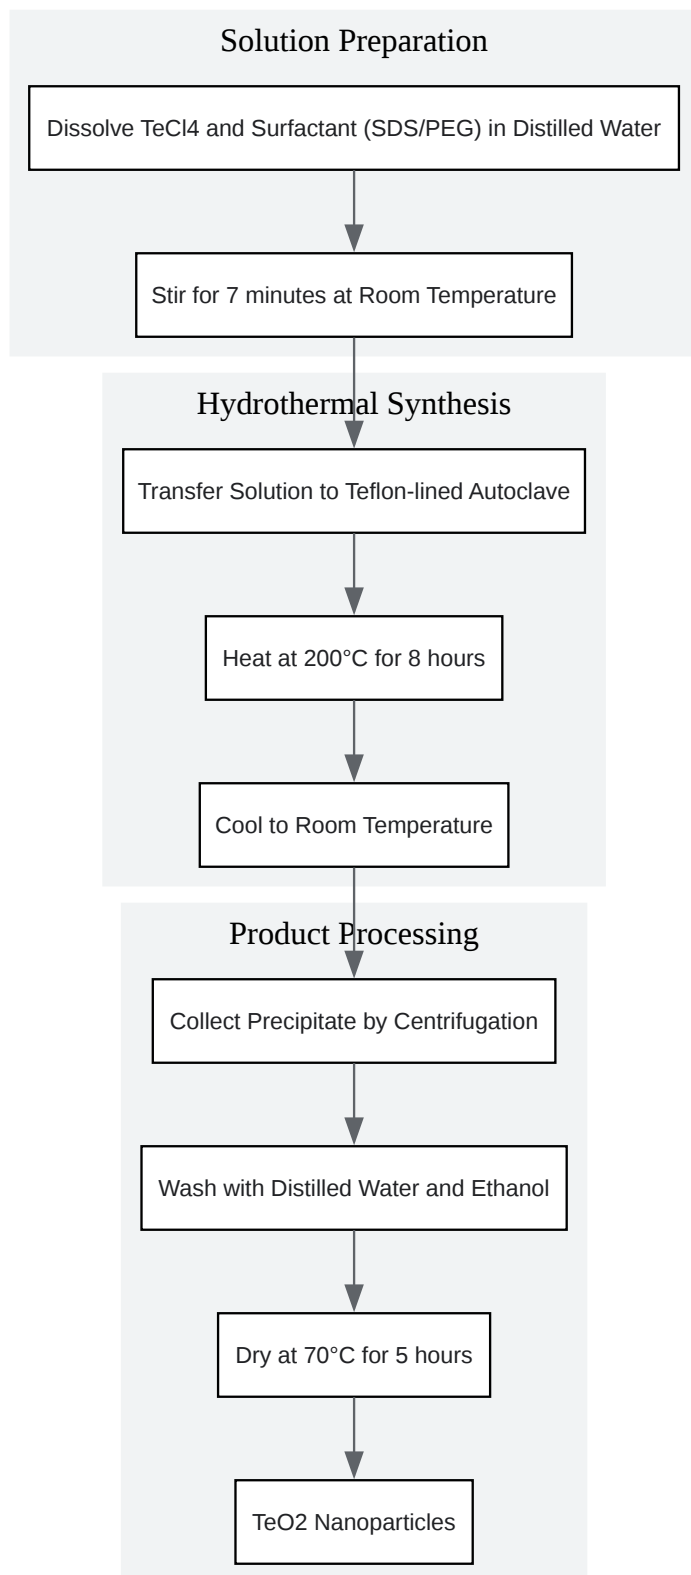 Solution Preparation
Dissolve TeCl4 and Surfactant (SDS/PEG) in Distilled Water
Stir for 7 minutes at Room Temperature
Hydrothermal Synthesis
Transfer Solution to Teflon-lined Autoclave
Heat at 200°C for 8 hours
Cool to Room Temperature
Product Processing
Collect Precipitate by Centrifugation
Wash with Distilled Water and Ethanol
Dry at 70°C for 5 hours
TeO2 Nanoparticles